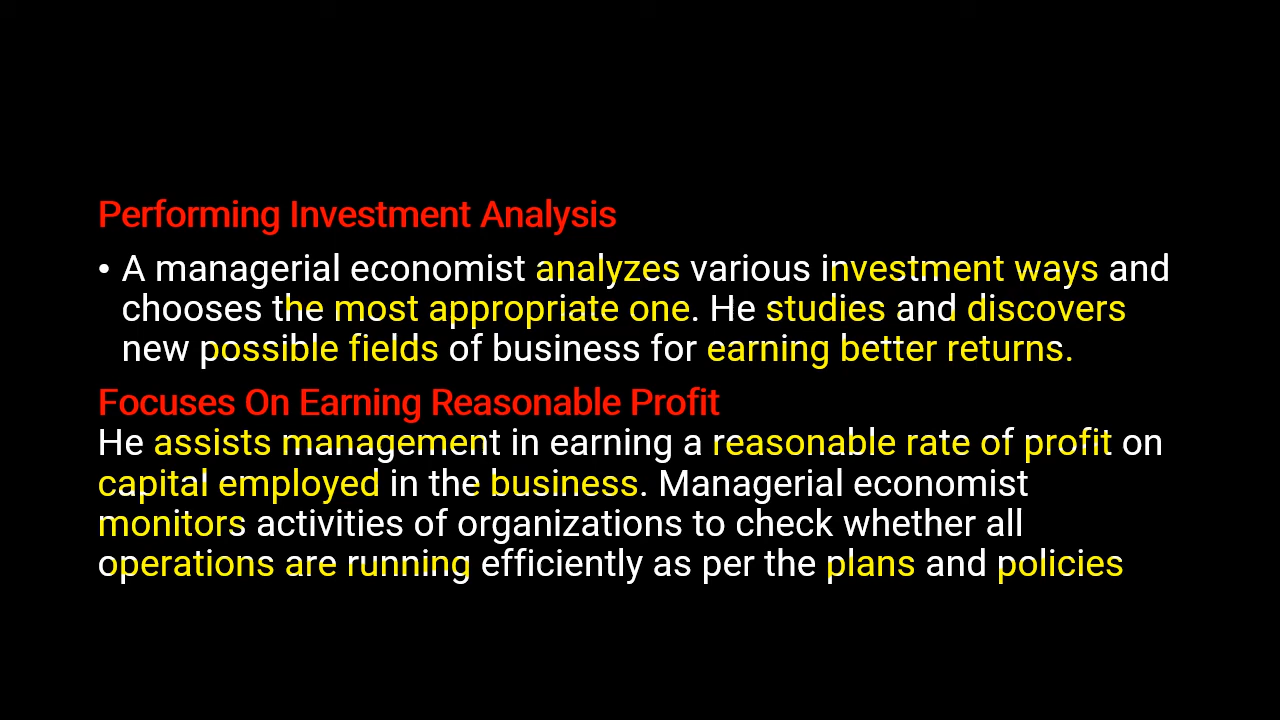 Performing Investment Analysis
• A managerial economist analyzes various investment ways and
chooses the most appropriate one. He studies and discovers
new possible fields of business for earning better returns.
Focuses On Earning Reasonable Profit
He assists management in earning a reasonable rate of profit on
capital employed in the business. Managerial economist
monitors activities of organizations to check whether all
operations are running efficiently as per the plans and policies